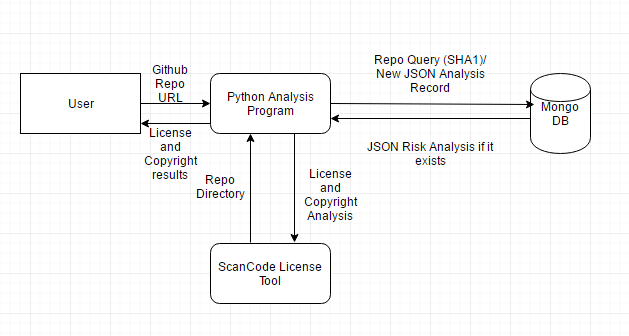 Github
Repo
URL
User
License
and
Copyright
results
Python Analysis
Program
Repo Query (SHA1)/
New JSON Analysis
Record
Mongo
DB
JSON Risk Analysis if it
exists
Repo
Directory
License
and
Copyright
Analysis
ScanCode License
Tool